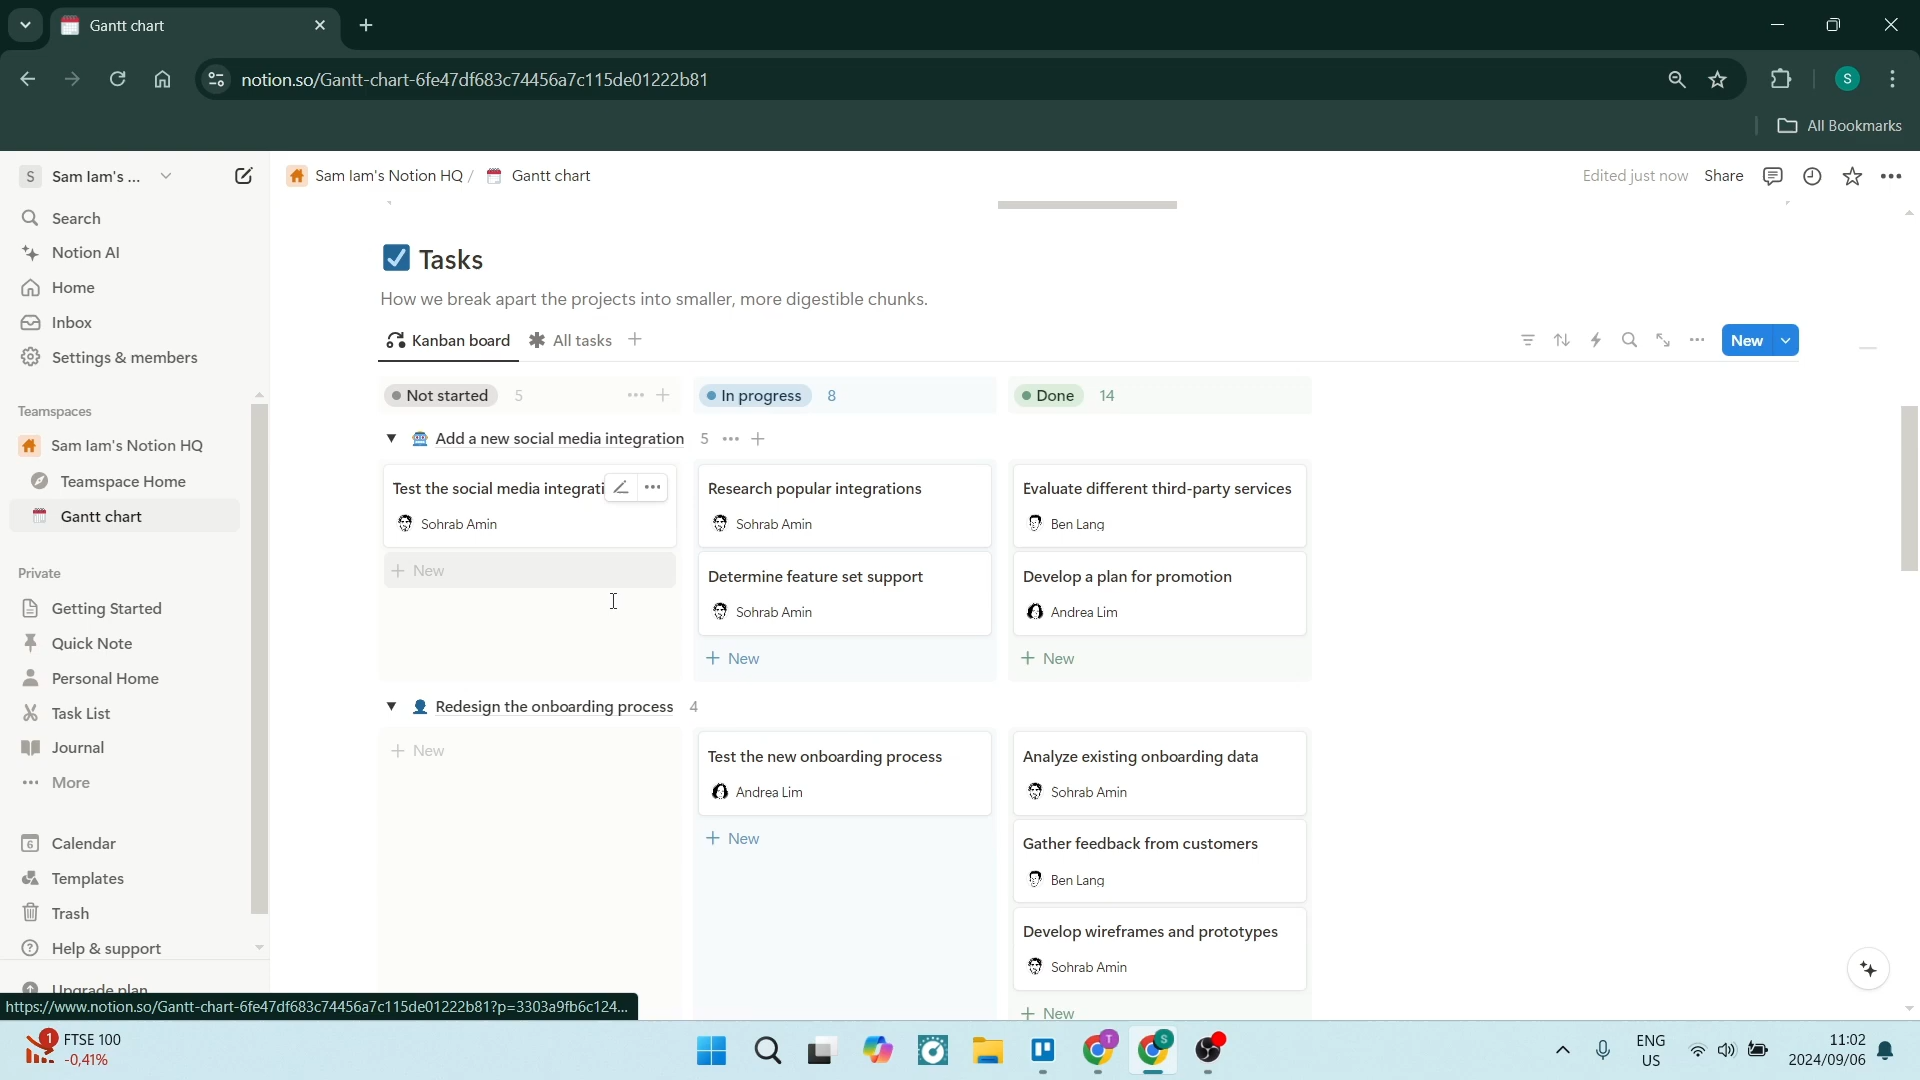 Gantt chart
notion.so/Gantt-chart-6fe47df683c74456a7c115de01222b81
S
All Bookmarks
S Sam Iam's ...
Sam Iam's Notion HQ / Gantt chart
Edited just now Share
Search
Notion AI
Home
Inbox
Settings & members
Teamspaces
Sam Iam's Notion HQ
Teamspace Home
Gantt chart
Private
Getting Started
Quick Note
Personal Home
Task List
Journal
More
6 Calendar
Templates
Trash
Help & support
Upgrade plan
Tasks
How we break apart the projects into smaller, more digestible chunks.
Kanban board All tasks
New
Not started 5
In progress 8
Done 14
Add a new social media integration 5
Test the social media integrati
Sohrab Amin
+ New
Research popular integrations
Sohrab Amin
Determine feature set support
Sohrab Amin
+ New
Evaluate different third-party services
Ben Lang
Develop a plan for promotion
Andrea Lim
+ New
Redesign the onboarding process 4
+ New
Test the new onboarding process
Andrea Lim
+ New
Analyze existing onboarding data
Sohrab Amin
Gather feedback from customers
Ben Lang
Develop wireframes and prototypes
Sohrab Amin
+ New
https://www.notion.so/Gantt-chart-6fe47df683c74456a7c115de01222b81?p=3303a9fb6c124...
1
FTSE 100
-0,41%
T
S
ENG
US
11:02
2024/09/06